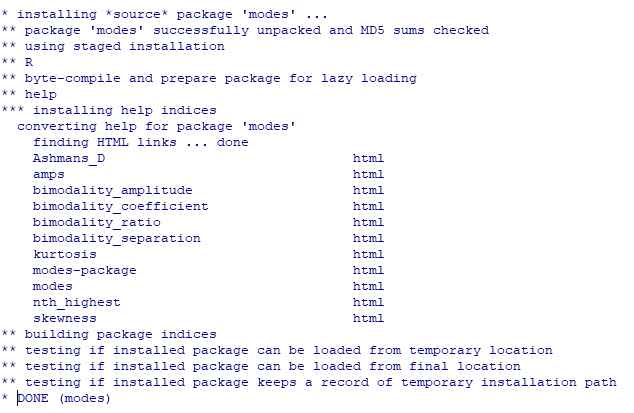 * installing *source* package 'modes' ...
** package 'modes' successfully unpacked and MD5 sums checked
** using staged installation
** R
** byte-compile and prepare package for lazy loading
** help
*** installing help indices
  converting help for package 'modes'
    finding HTML links ... done
    Ashmans_D                               html
    amps                                    html
    bimodality_amplitude                    html
    bimodality_coefficient                  html
    bimodality_ratio                        html
    bimodality_separation                   html
    kurtosis                                html
    modes-package                           html
    modes                                   html
    nth_highest                             html
    skewness                                html
** building package indices
** testing if installed package can be loaded from temporary location
** testing if installed package can be loaded from final location
** testing if installed package keeps a record of temporary installation path
* DONE (modes)